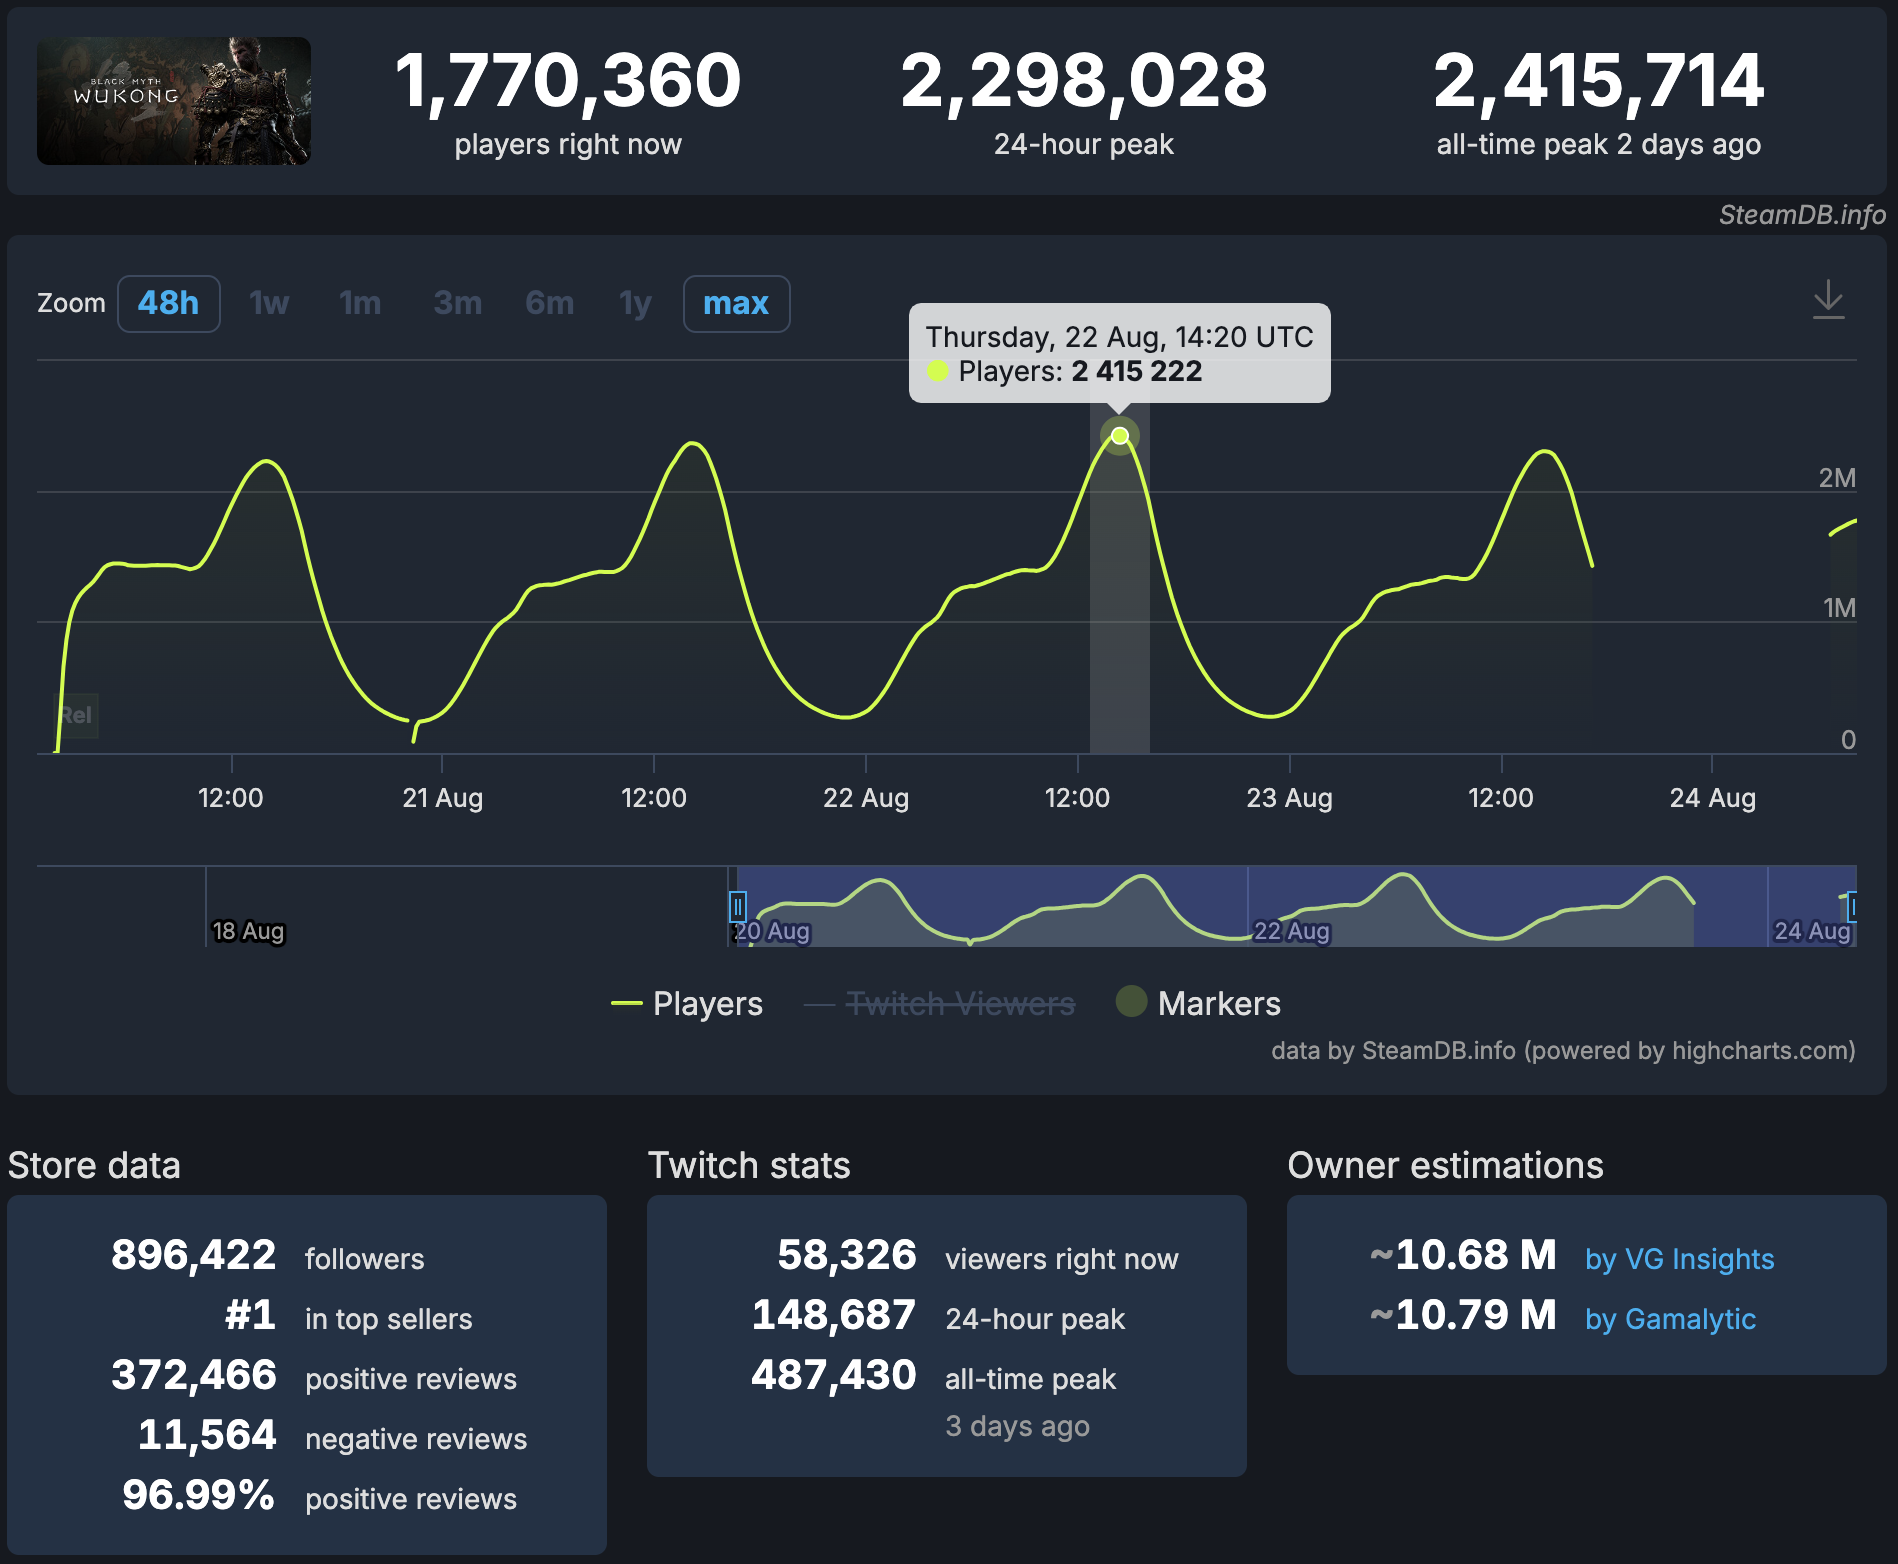 BLACK MYTH
WUKONG
1,770,360
players right now
2,298,028
24-hour peak
2,415,714
all-time peak 2 days ago
SteamDB.info
Zoom 48h 1w 1m 3m 6m 1y max
Thursday, 22 Aug, 14:20 UTC
Players: 2 415 222
2M
1M
0
Rel
12:00 21 Aug 12:00 22 Aug 12:00 23 Aug 12:00 24 Aug
18 Aug 20 Aug 22 Aug 24 Aug
Players Twitch Viewers Markers
data by SteamDB.info (powered by highcharts.com)
Store data
896,422 followers
#1 in top sellers
372,466 positive reviews
11,564 negative reviews
96.99% positive reviews
Twitch stats
58,326 viewers right now
148,687 24-hour peak
487,430 all-time peak
3 days ago
Owner estimations
~10.68 M by VG Insights
~10.79 M by Gamalytic